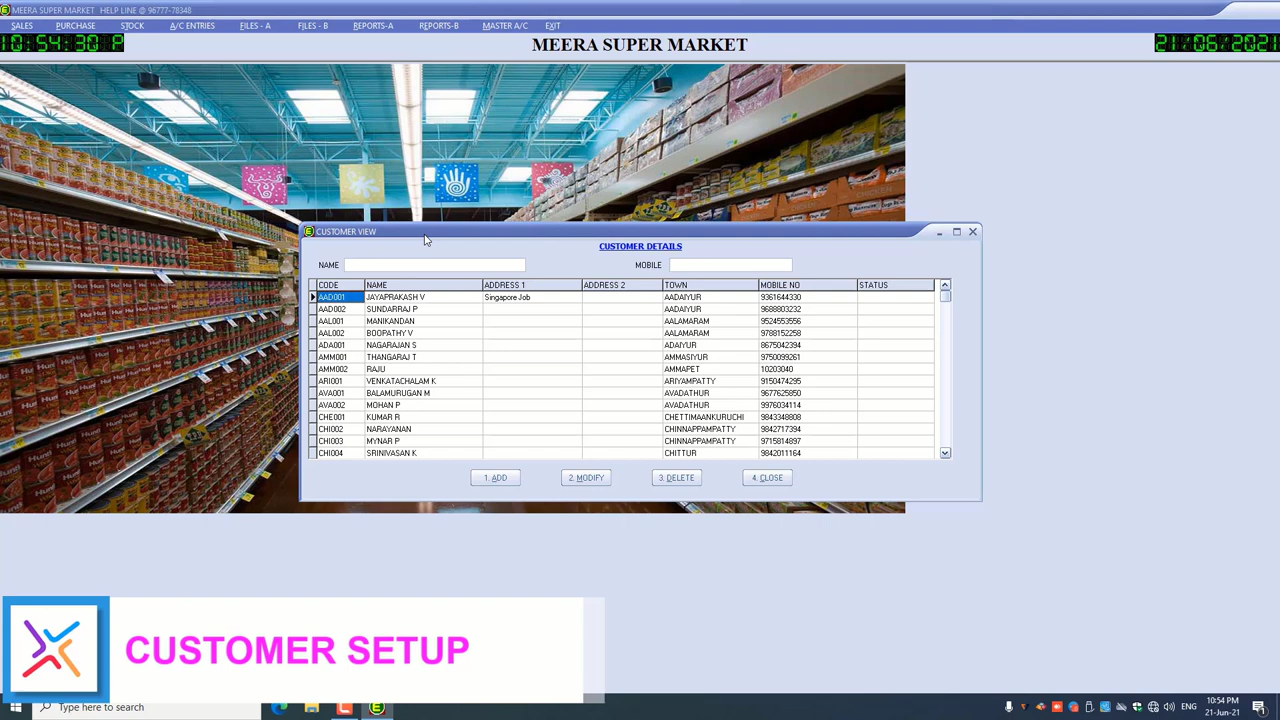 MEERA SUPER MARKET HELP LINE @ 96777-78348
SALES PURCHASE STOCK A/C ENTRIES FILES - A FILES - B REPORTS-A REPORTS-B MASTER A/C EXIT
10:54:30 P MEERA SUPER MARKET 21/06/2021
CUSTOMER VIEW
CUSTOMER DETAILS
NAME MOBILE
CODE NAME ADDRESS 1 ADDRESS 2 TOWN MOBILE NO STATUS
AAD001 JAYAPRAKASH V Singapore Job AADAIYUR 9361644330
AAD002 SUNDARRAJ P AADAIYUR 9688803232
AAL001 MANIKANDAN AALAMARAM 9524553556
AAL002 BOOPATHY V AALAMARAM 9788152258
ADA001 NAGARAJAN S ADAIYUR 8675042394
AMM001 THANGARAJ T AMMASIYUR 9750099261
AMM002 RAJU AMMAPET 10203040
ARI001 VENKATACHALAM K ARIYAMPATTY 9150474295
AVA001 BALAMURUGAN M AVADATHUR 9677625850
AVA002 MOHAN P AVADATHUR 9976034114
CHE001 KUMAR R CHETTIMAANKURUCHI 9843348808
CHI002 NARAYANAN CHINNAPPAMPATTY 9842717394
CHI003 MYNAR P CHINNAPPAMPATTY 9715814897
CHI004 SRINIVASAN K CHITTUR 9842011164
1. ADD 2. MODIFY 3. DELETE 4. CLOSE
CUSTOMER SETUP
Type here to search
10:54 PM
21-Jun-21